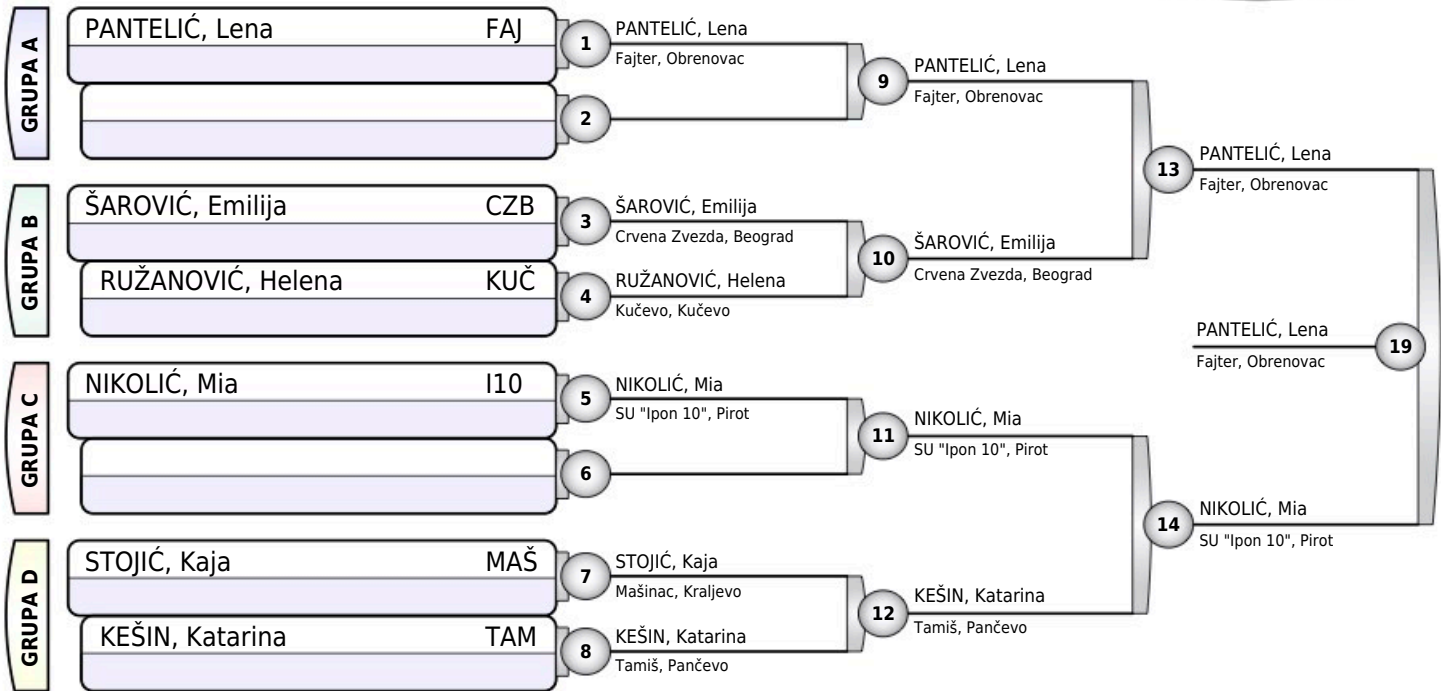 GRUPA A
PANTELIĆ, Lena FAJ
1
PANTELIĆ, Lena
Fajter, Obrenovac
2
9
PANTELIĆ, Lena
Fajter, Obrenovac
GRUPA B
ŠAROVIĆ, Emilija CZB
3
ŠAROVIĆ, Emilija
Crvena Zvezda, Beograd
RUŽANOVIĆ, Helena KUČ
4
RUŽANOVIĆ, Helena
Kučevo, Kučevo
10
ŠAROVIĆ, Emilija
Crvena Zvezda, Beograd
13
PANTELIĆ, Lena
Fajter, Obrenovac
GRUPA C
NIKOLIĆ, Mia I10
5
NIKOLIĆ, Mia
SU "Ipon 10", Pirot
6
11
NIKOLIĆ, Mia
SU "Ipon 10", Pirot
GRUPA D
STOJIĆ, Kaja MAŠ
7
STOJIĆ, Kaja
Mašinac, Kraljevo
KEŠIN, Katarina TAM
8
KEŠIN, Katarina
Tamiš, Pančevo
12
KEŠIN, Katarina
Tamiš, Pančevo
14
NIKOLIĆ, Mia
SU "Ipon 10", Pirot
PANTELIĆ, Lena
Fajter, Obrenovac
19